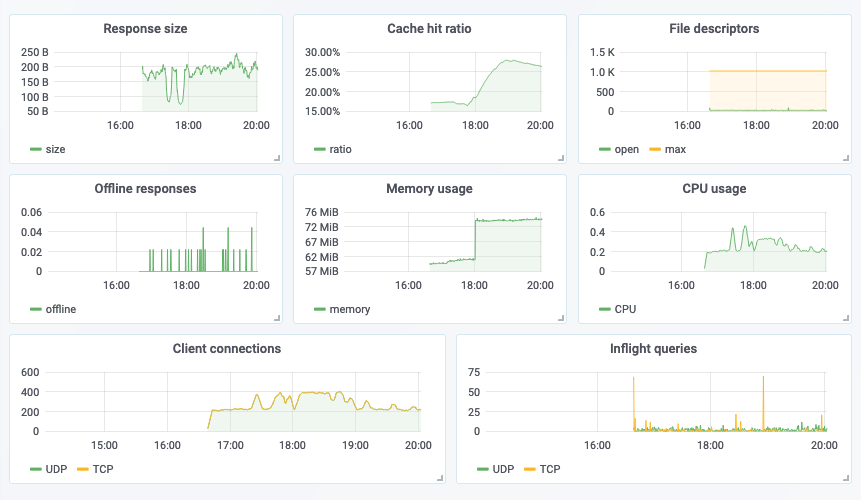 Response size
250 B
200 B
150 B
100 B
50 B
16:00 18:00 20:00
size
Cache hit ratio
30.00%
25.00%
20.00%
15.00%
16:00 18:00 20:00
ratio
File descriptors
1.5 K
1.0 K
500
0
16:00 18:00 20:00
open max
Offline responses
0.06
0.04
0.02
0
16:00 18:00 20:00
offline
Memory usage
76 MiB
72 MiB
67 MiB
62 MiB
57 MiB
16:00 18:00 20:00
memory
CPU usage
0.6
0.4
0.2
0
16:00 18:00 20:00
CPU
Client connections
600
400
200
0
15:00 16:00 17:00 18:00 19:00 20:00
UDP TCP
Inflight queries
75
50
25
0
16:00 18:00 20:00
UDP TCP